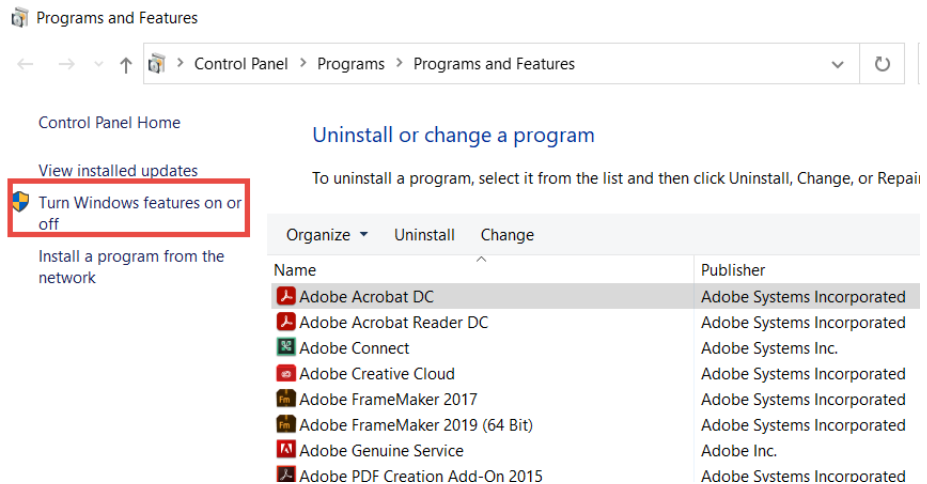 Programs and Features
Control Panel > Programs > Programs and Features
Control Panel Home
View installed updates
Turn Windows features on or
off
Install a program from the
network
Uninstall or change a program
To uninstall a program, select it from the list and then click Uninstall, Change, or Repair
Organize Uninstall Change
Name Publisher
Adobe Acrobat DC Adobe Systems Incorporated
Adobe Acrobat Reader DC Adobe Systems Incorporated
Adobe Connect Adobe Systems Inc.
Adobe Creative Cloud Adobe Systems Incorporated
Fm Adobe FrameMaker 2017 Adobe Systems Incorporated
Fm Adobe FrameMaker 2019 (64 Bit) Adobe Systems Incorporated
Adobe Genuine Service Adobe Inc.
Adobe PDF Creation Add-On 2015 Adobe Systems Incorporated